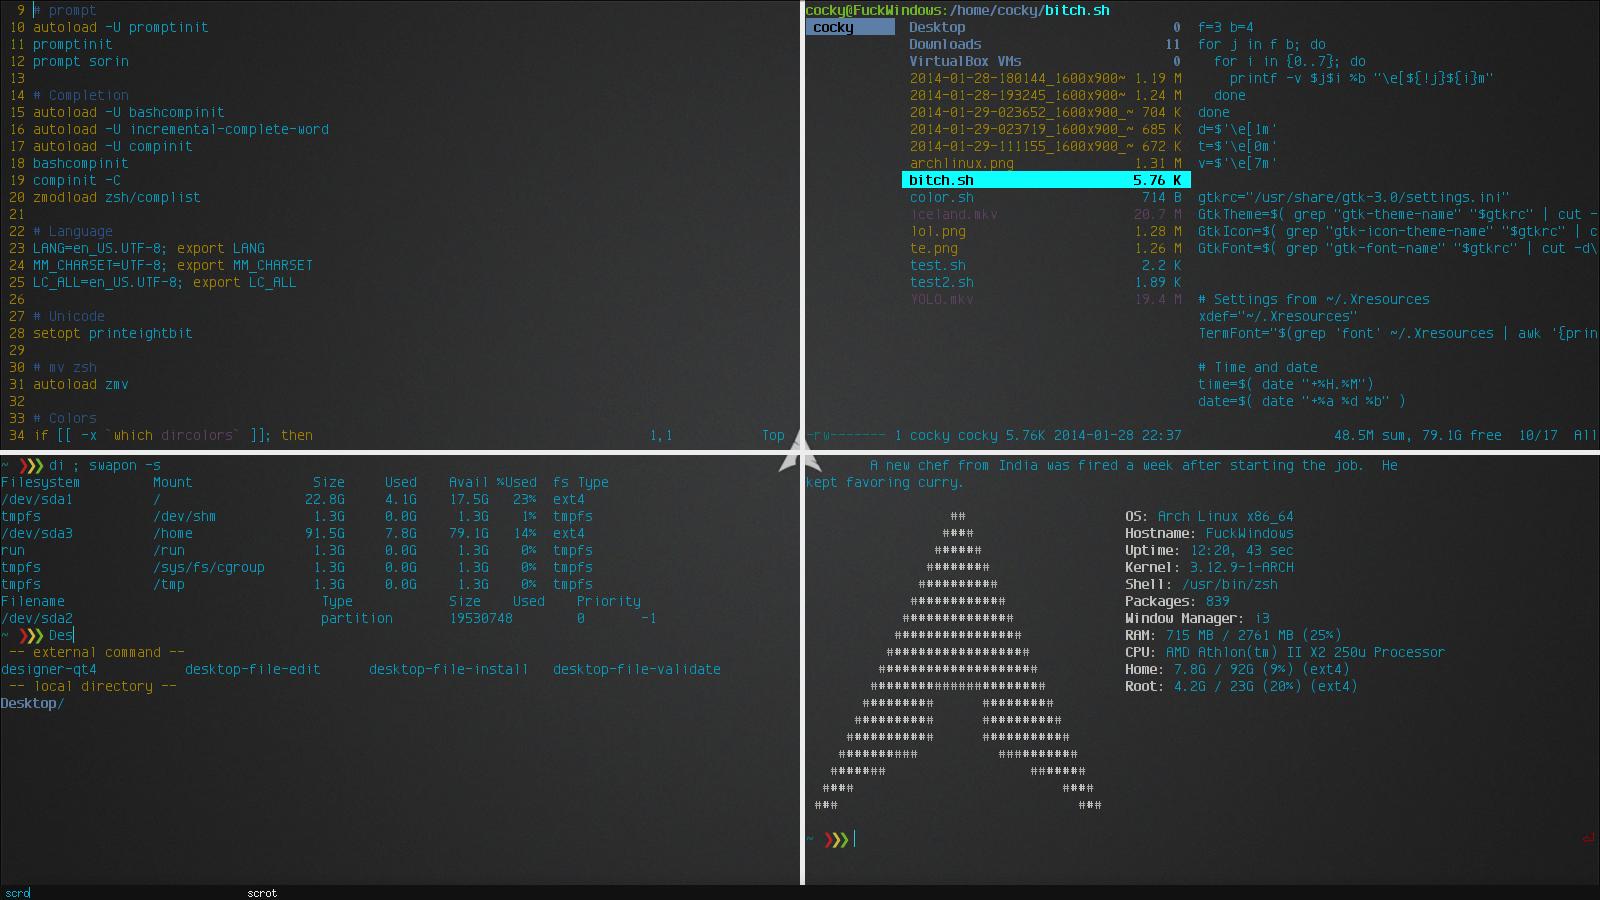 9 # prompt
10 autoload -U promptinit
11 promptinit
12 prompt sorin
13
14 # Completion
15 autoload -U bashcompinit
16 autoload -U incremental-complete-word
17 autoload -U compinit
18 bashcompinit
19 compinit -C
20 zmodload zsh/complist
21
22 # Language
23 LANG=en_US.UTF-8; export LANG
24 MM_CHARSET=UTF-8; export MM_CHARSET
25 LC_ALL=en_US.UTF-8; export LC_ALL
26
27 # Unicode
28 setopt printeightbit
29
30 # mv zsh
31 autoload zmv
32
33 # Colors
34 if [[ -x `which dircolors` ]]; then
1,1 Top
cocky@FuckWindows:/home/cocky/bitch.sh
cocky
Desktop 0
Downloads 11
VirtualBox VMs 0
2014-01-28-180144_1600x900~ 1.19 M
2014-01-28-193245_1600x900~ 1.24 M
2014-01-29-023652_1600x900_~ 704 K
2014-01-29-023719_1600x900_~ 685 K
2014-01-29-111155_1600x900_~ 672 K
archlinux.png 1.31 M
bitch.sh 5.76 K
color.sh 714 B
iceland.mkv 20.7 M
lol.png 1.28 M
te.png 1.26 M
test.sh 2.2 K
test2.sh 1.89 K
YOLO.mkv 19.4 M
f=3 b=4
for j in f b; do
for i in {0..7}; do
printf -v $j$i %b "\e[${!j}${i}m"
done
done
d=$'\e[1m'
t=$'\e[0m'
v=$'\e[7m'
gtkrc="/usr/share/gtk-3.0/settings.ini"
GtkTheme=$( grep "gtk-theme-name" "$gtkrc" | cut -
GtkIcon=$( grep "gtk-icon-theme-name" "$gtkrc" | c
GtkFont=$( grep "gtk-font-name" "$gtkrc" | cut -d\
# Settings from ~/.Xresources
xdef="~/.Xresources"
TermFont="$(grep 'font' ~/.Xresources | awk '{prin
# Time and date
time=$( date "+%H.%M")
date=$( date "+%a %d %b" )
-rw------- 1 cocky cocky 5.76K 2014-01-28 22:37 48.5M sum, 79.1G free 10/17 All
~ ❯❯❯ di ; swapon -s
Filesystem Mount Size Used Avail %Used fs Type
/dev/sda1 / 22.8G 4.1G 17.5G 23% ext4
tmpfs /dev/shm 1.3G 0.0G 1.3G 1% tmpfs
/dev/sda3 /home 91.5G 7.8G 79.1G 14% ext4
run /run 1.3G 0.0G 1.3G 0% tmpfs
tmpfs /sys/fs/cgroup 1.3G 0.0G 1.3G 0% tmpfs
tmpfs /tmp 1.3G 0.0G 1.3G 0% tmpfs
Filename Type Size Used Priority
/dev/sda2 partition 19530748 0 -1
~ ❯❯❯ Des
-- external command --
designer-qt4 desktop-file-edit desktop-file-install desktop-file-validate
-- local directory --
Desktop/
A new chef from India was fired a week after starting the job. He
kept favoring curry.
##
####
######
########
##########
############
##############
################
##################
####################
######################
######### #########
######### ##########
########### ###########
########## ##########
####### #######
#### ####
### ###
OS: Arch Linux x86_64
Hostname: FuckWindows
Uptime: 12:20, 43 sec
Kernel: 3.12.9-1-ARCH
Shell: /usr/bin/zsh
Packages: 839
Window Manager: i3
RAM: 715 MB / 2761 MB (25%)
CPU: AMD Athlon(tm) II X2 250u Processor
Home: 7.8G / 92G (9%) (ext4)
Root: 4.2G / 23G (20%) (ext4)
~ ❯❯❯ ⏎
scro scrot